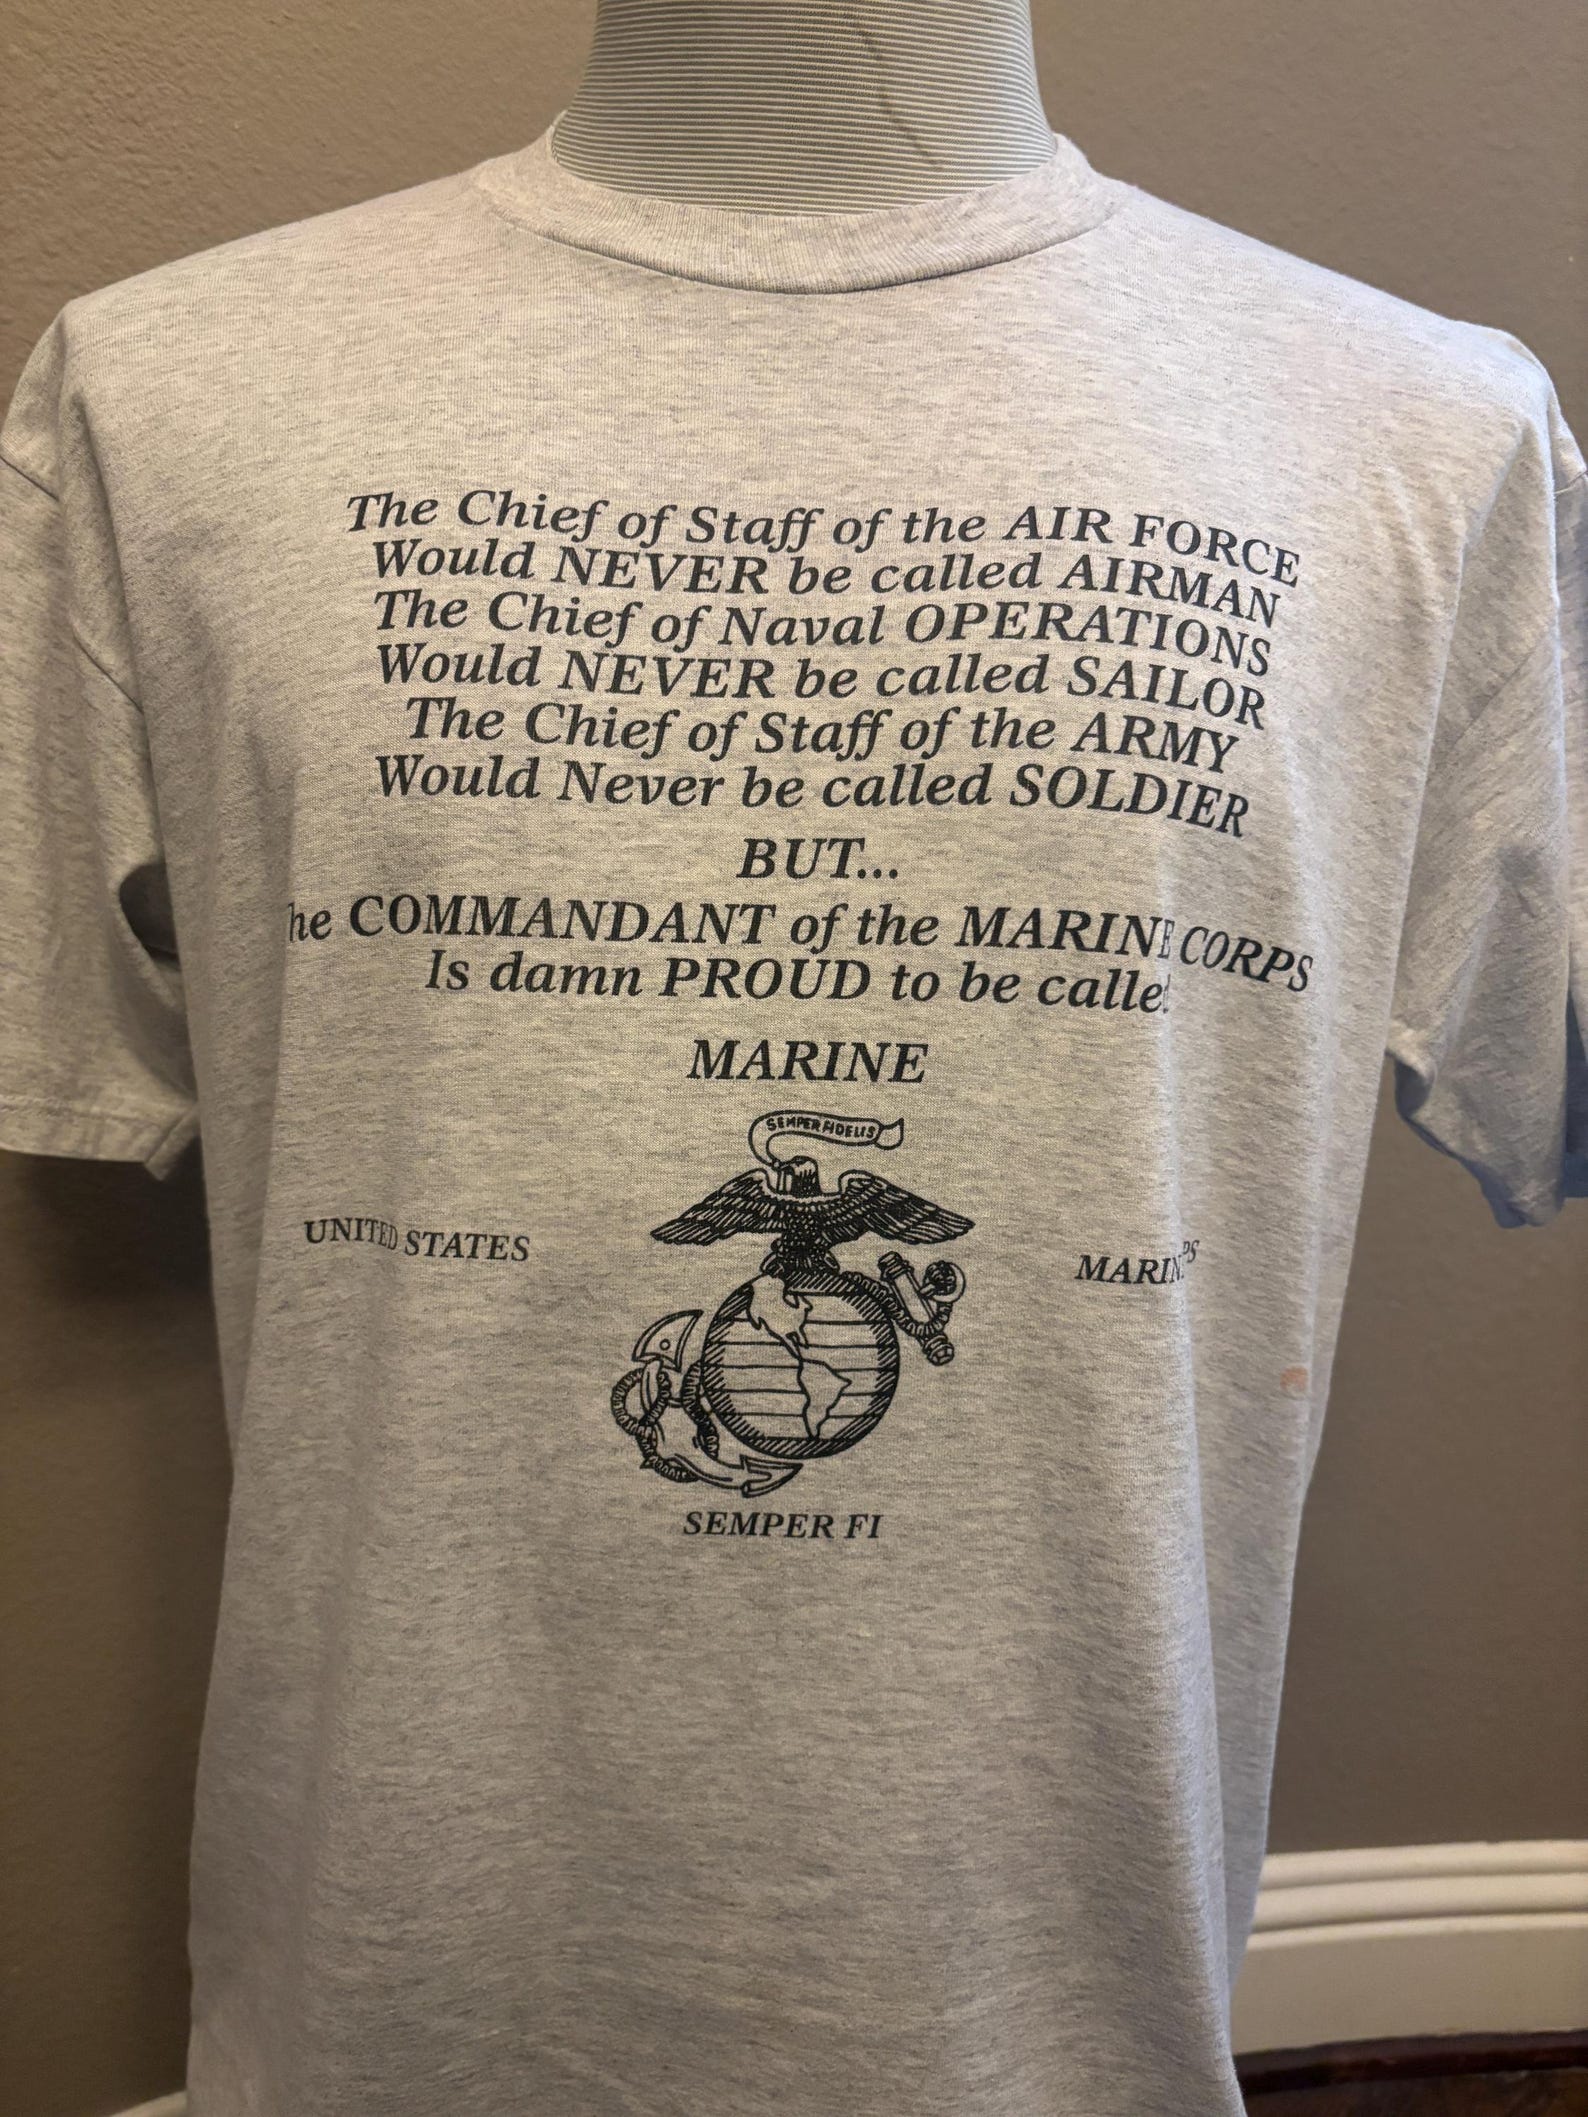 The Chief of Staff of the AIR FORCE
Would NEVER be called AIRMAN
The Chief of Naval OPERATIONS
Would NEVER be called SAILOR
The Chief of Staff of the ARMY
Would Never be called SOLDIER
BUT...
he COMMANDANT of the MARINE CORPS
Is damn PROUD to be calle
MARINE
SEMPER FIDELIS
UNITED STATES
SEMPER FI